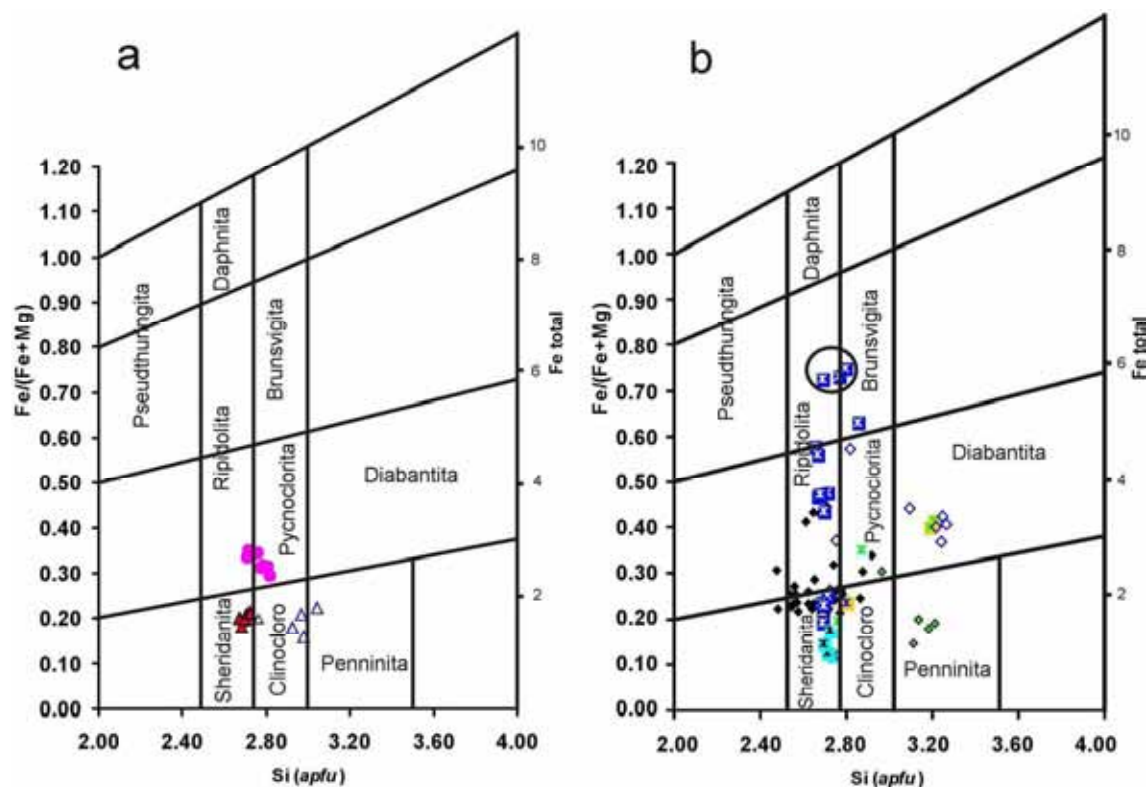 a
1.20
1.10
1.00
0.90
0.80
0.70
0.60
0.50
0.40
0.30
0.20
0.10
0.00
Fe/(Fe+Mg)
2.00 2.40 2.80 3.20 3.60 4.00
Si (apfu)
10
8
6
4
2
Fe total
Pseudthuringita
Daphnita
Ripidolita
Brunsvigita
Pycnoclorita
Diabantita
Sheridanita
Clinocloro
Penninita
b
1.20
1.10
1.00
0.90
0.80
0.70
0.60
0.50
0.40
0.30
0.20
0.10
0.00
Fe/(Fe+Mg)
2.00 2.40 2.80 3.20 3.60 4.00
Si (apfu)
10
8
6
4
2
Fe total
Pseudthuringita
Daphnita
Ripidolita
Brunsvigita
Pycnoclorita
Diabantita
Sheridanita
Clinocloro
Penninita